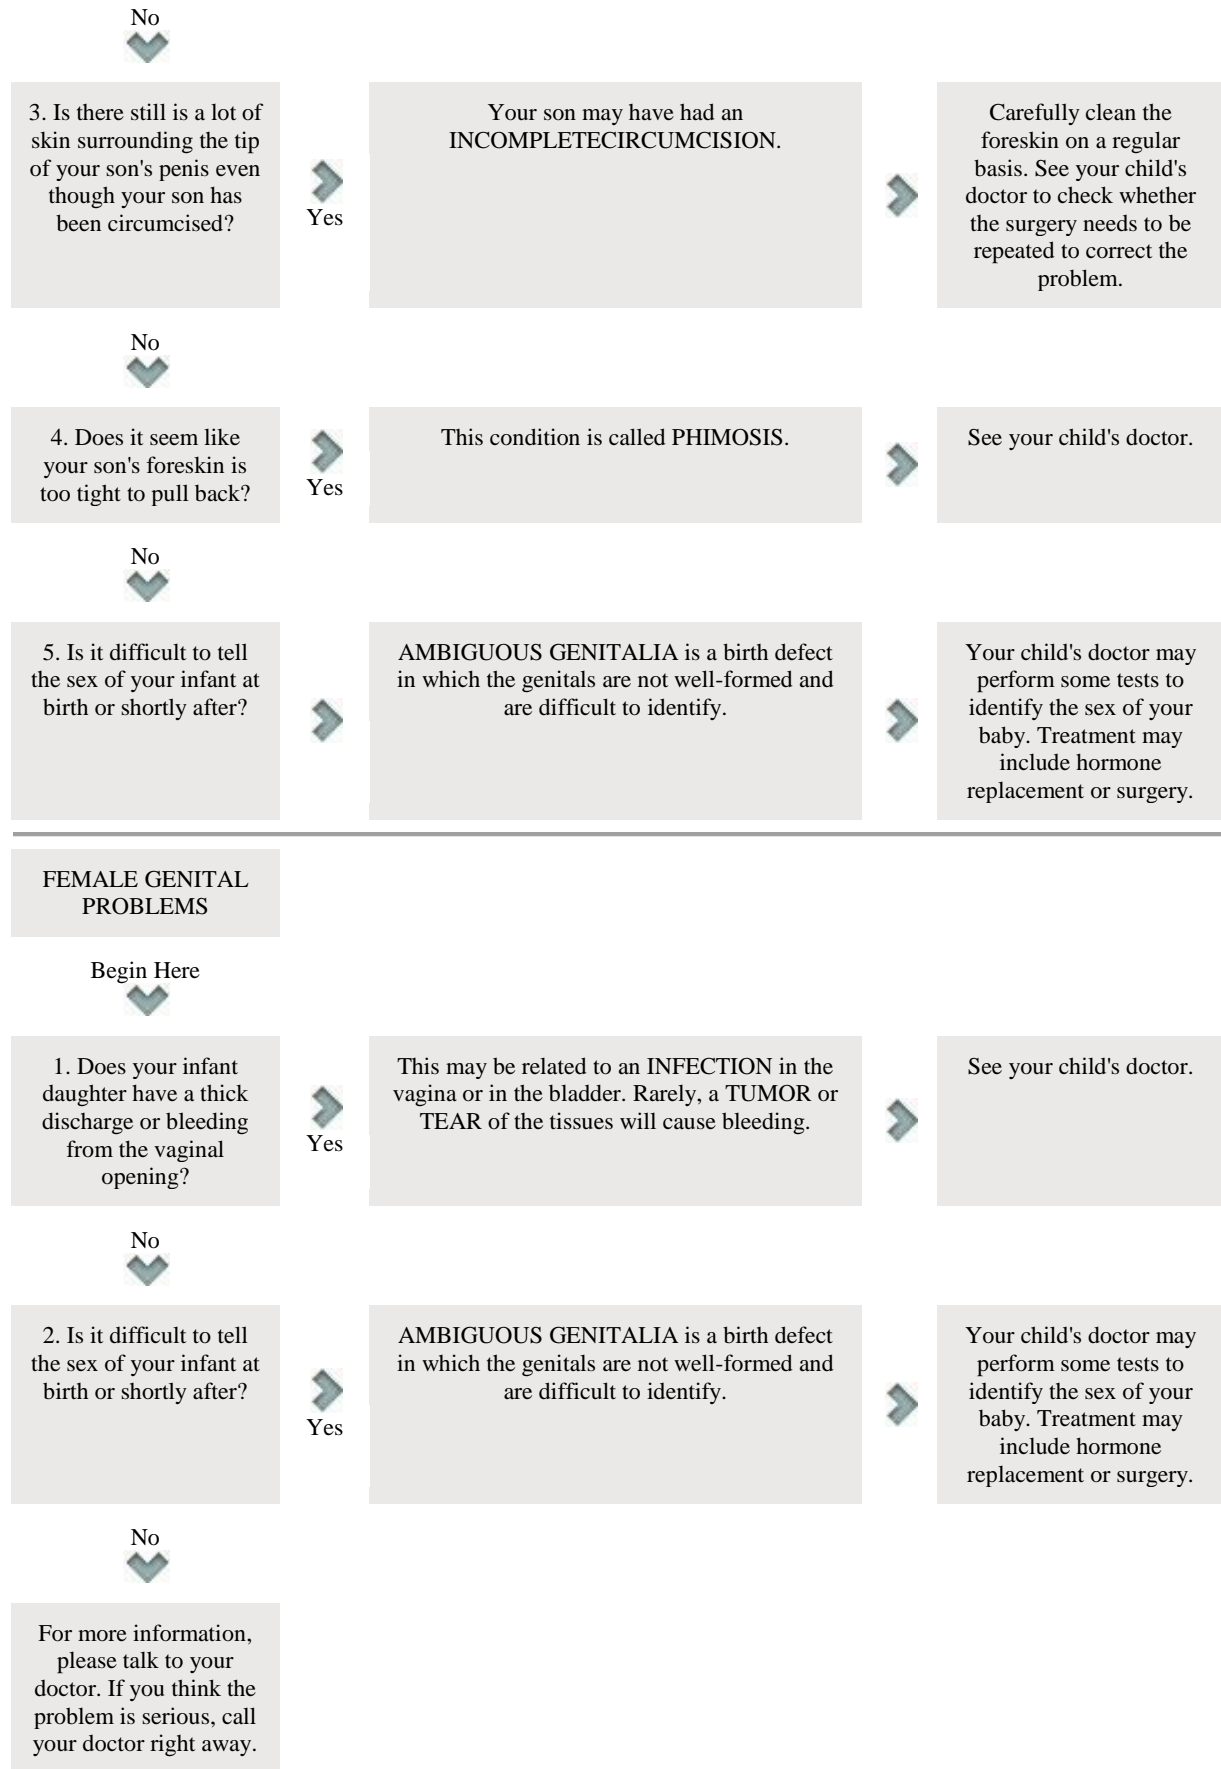 No
3. Is there still is a lot of
skin surrounding the tip
of your son's penis even
though your son has
been circumcised?
Yes
Your son may have had an
INCOMPLETECIRCUMCISION.
Carefully clean the
foreskin on a regular
basis. See your child's
doctor to check whether
the surgery needs to be
repeated to correct the
problem.
No
4. Does it seem like
your son's foreskin is
too tight to pull back?
Yes
This condition is called PHIMOSIS.
See your child's doctor.
No
5. Is it difficult to tell
the sex of your infant at
birth or shortly after?
AMBIGUOUS GENITALIA is a birth defect
in which the genitals are not well-formed and
are difficult to identify.
Your child's doctor may
perform some tests to
identify the sex of your
baby. Treatment may
include hormone
replacement or surgery.
FEMALE GENITAL
PROBLEMS
Begin Here
1. Does your infant
daughter have a thick
discharge or bleeding
from the vaginal
opening?
Yes
This may be related to an INFECTION in the
vagina or in the bladder. Rarely, a TUMOR or
TEAR of the tissues will cause bleeding.
See your child's doctor.
No
2. Is it difficult to tell
the sex of your infant at
birth or shortly after?
Yes
AMBIGUOUS GENITALIA is a birth defect
in which the genitals are not well-formed and
are difficult to identify.
Your child's doctor may
perform some tests to
identify the sex of your
baby. Treatment may
include hormone
replacement or surgery.
No
For more information,
please talk to your
doctor. If you think the
problem is serious, call
your doctor right away.